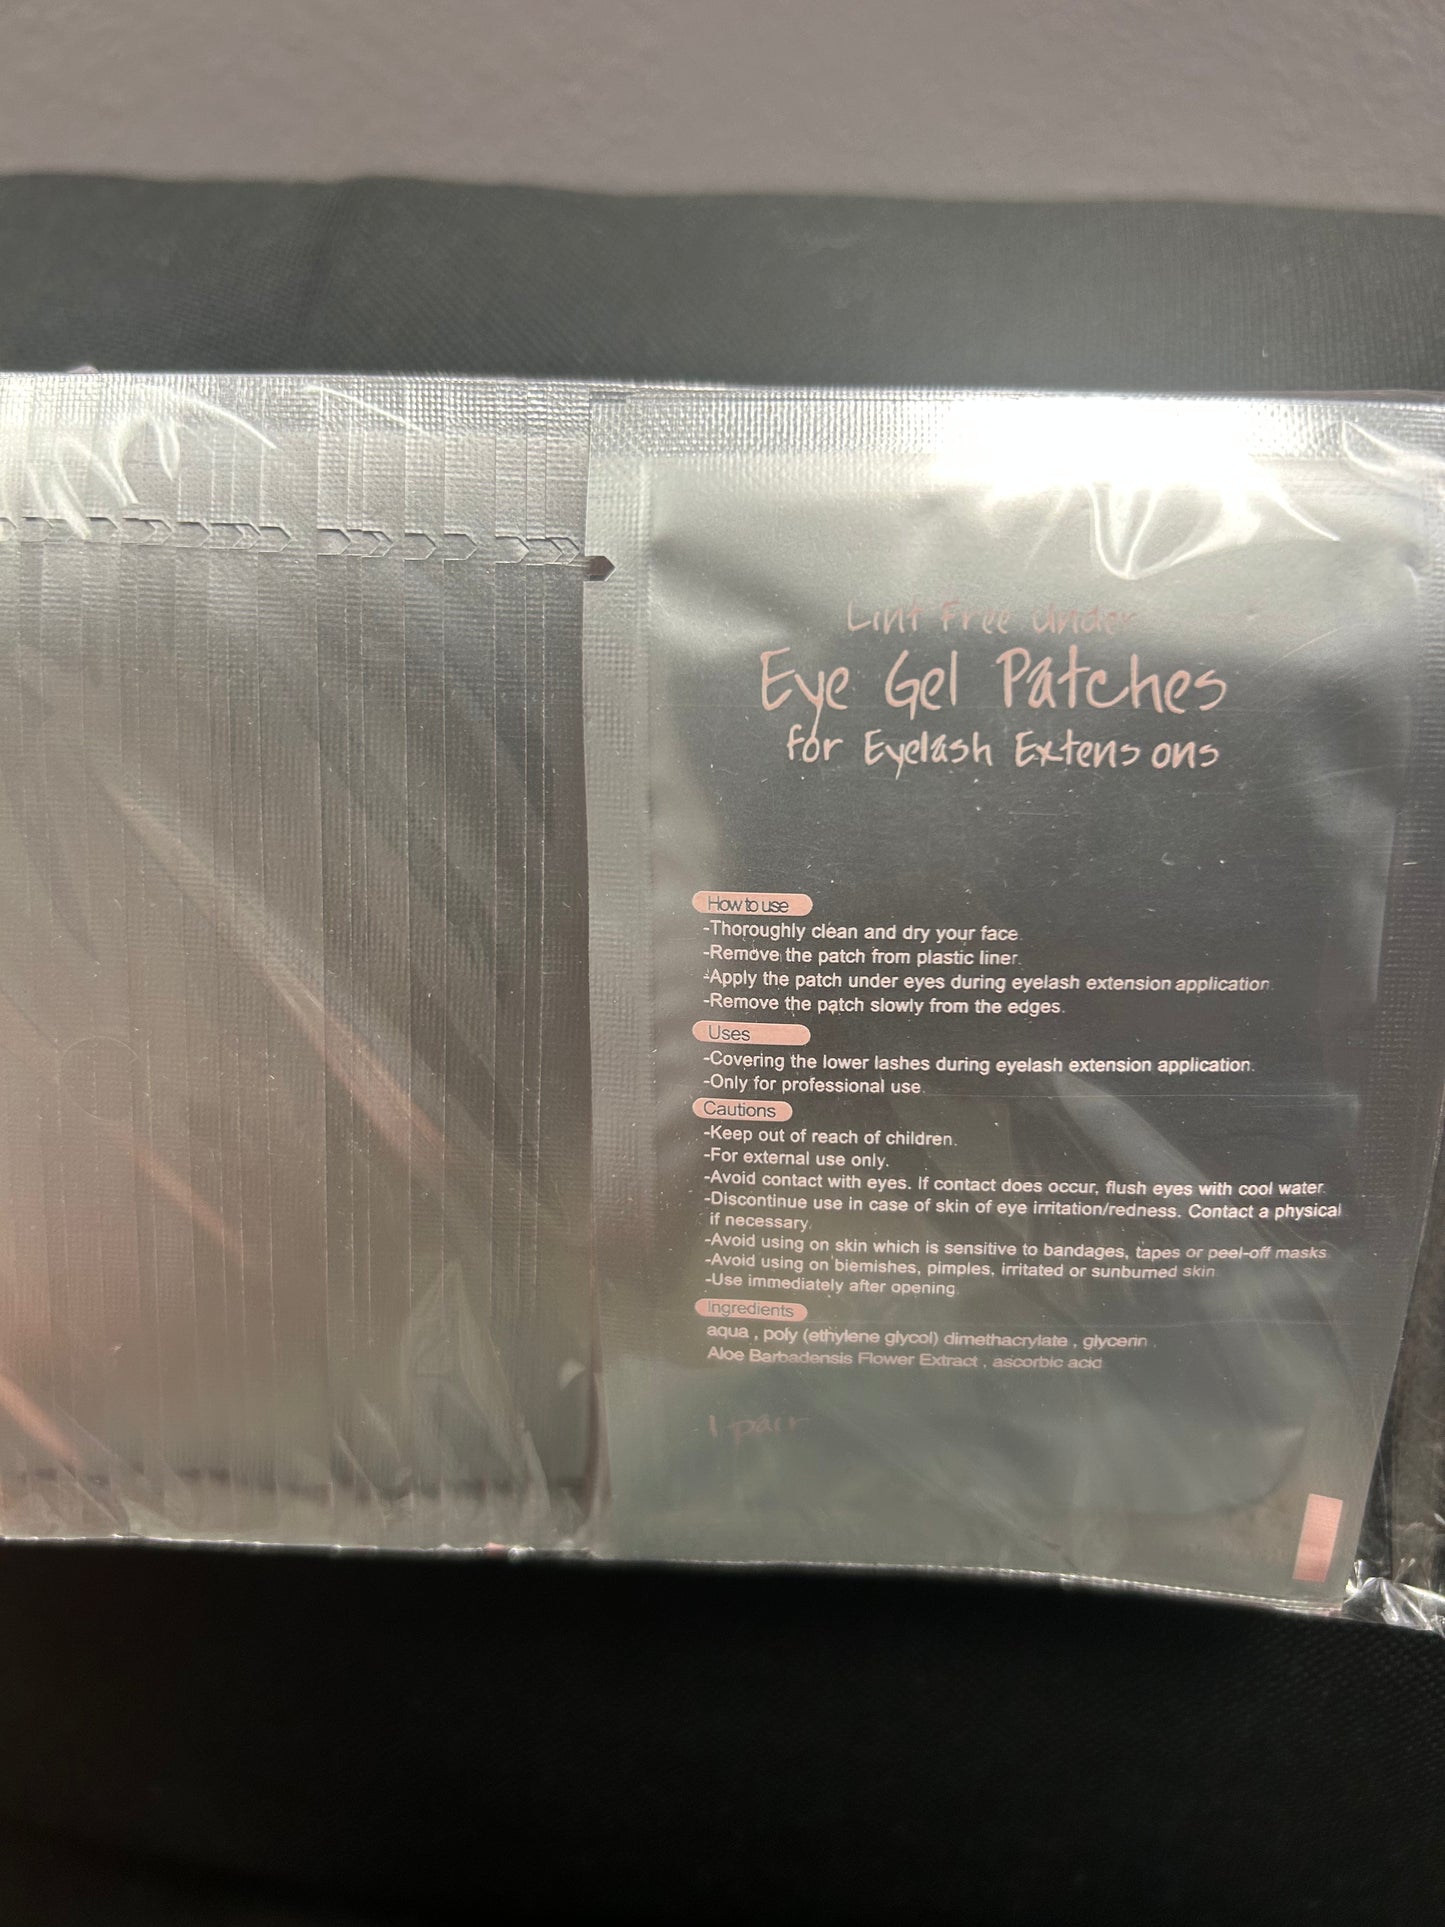 Lint Free Under
Eye Gel Patches
for Eyelash Extensions
How to use
-Thoroughly clean and dry your face.
-Remove the patch from plastic liner.
-Apply the patch under eyes during eyelash extension application.
-Remove the patch slowly from the edges.
Uses
-Covering the lower lashes during eyelash extension application.
-Only for professional use.
Cautions
-Keep out of reach of children.
-For external use only.
-Avoid contact with eyes. If contact does occur, flush eyes with cool water.
-Discontinue use in case of skin of eye irritation/redness. Contact a physical
if necessary.
-Avoid using on skin which is sensitive to bandages, tapes or peel-off masks.
-Avoid using on biemishes, pimples, irritated or sunburned skin.
-Use immediately after opening.
Ingredients
aqua , poly (ethylene glycol) dimethacrylate , glycerin ,
Aloe Barbadensis Flower Extract , ascorbic acid
1 pair